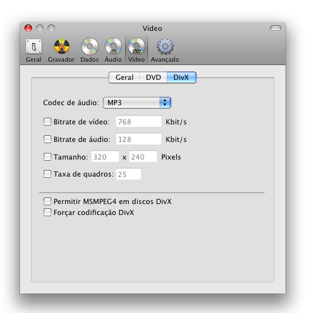 Vídeo
Geral Gravador Dados Áudio Vídeo Avançado
Geral DVD DivX
Codec de áudio: MP3
Bitrate de vídeo: 768 Kbit/s
Bitrate de áudio: 128 Kbit/s
Tamanho: 320 x 240 Pixels
Taxa de quadros: 25
Permitir MSMPEG4 em discos DivX
Forçar codificação DivX